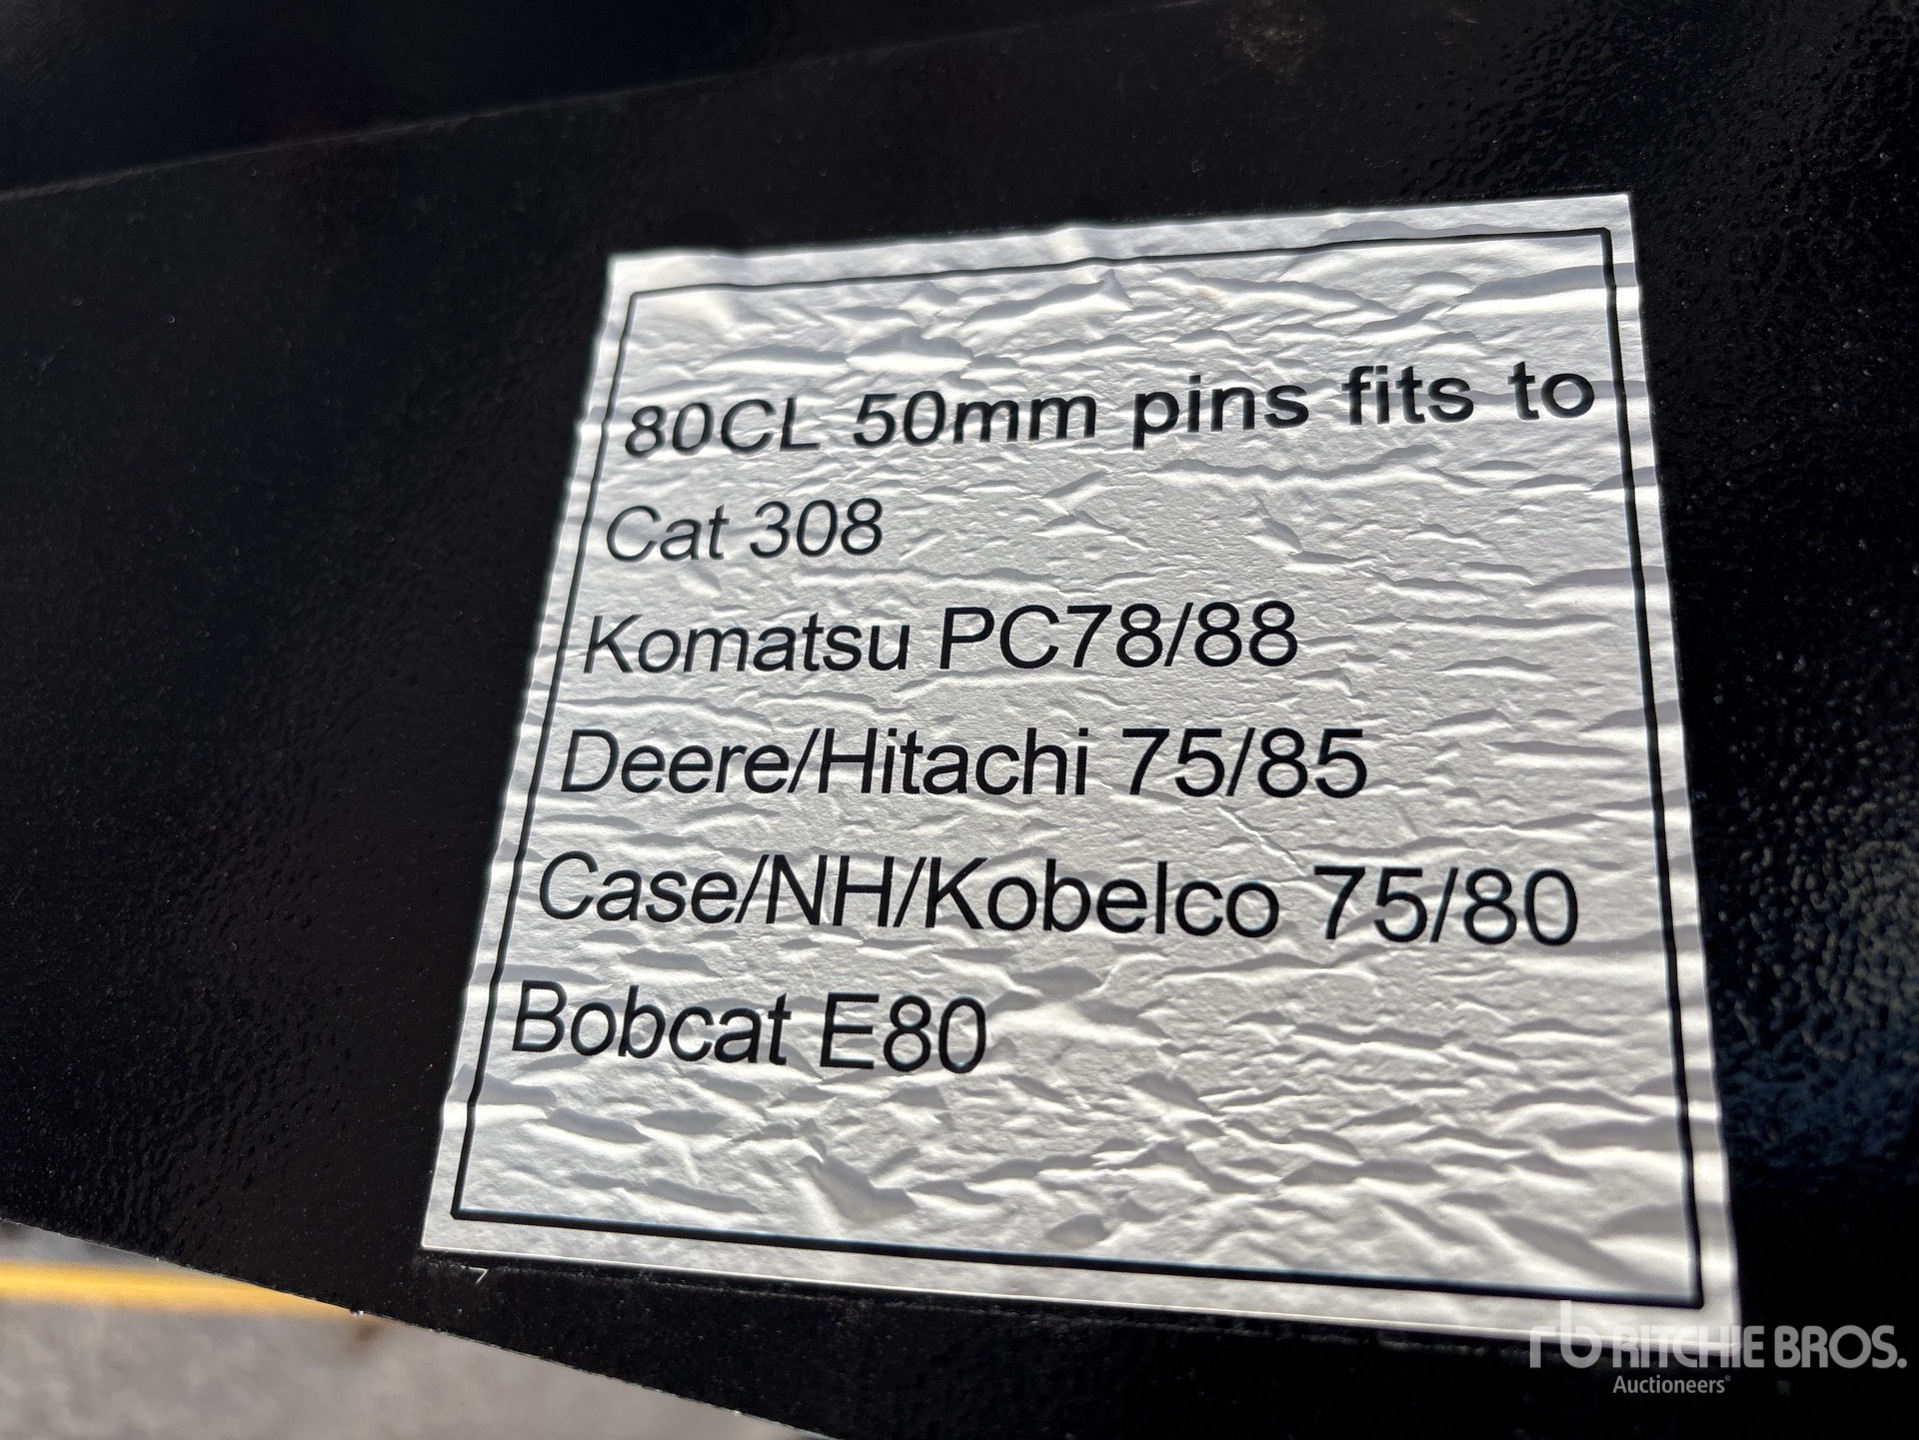 80CL 50mm pins fits to
Cat 308
Komatsu PC78/88
Deere/Hitachi 75/85
Case/NH/Kobelco 75/80
Bobcat E80
rb RITCHIE BROS.
Auctioneers®